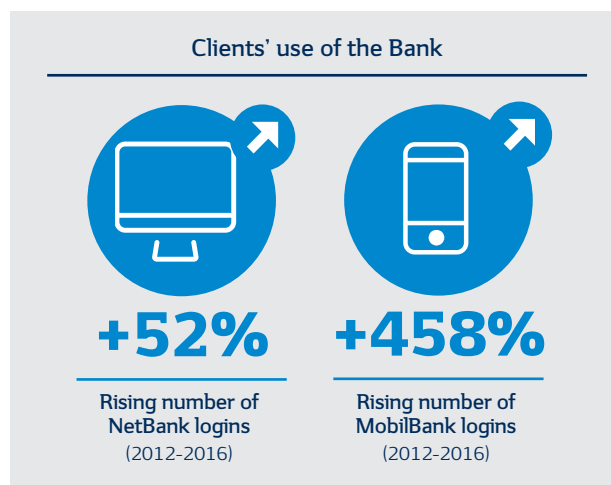 Clients’ use of the Bank
+52%
Rising number of
NetBank logins
(2012-2016)
+458%
Rising number of
MobilBank logins
(2012-2016)